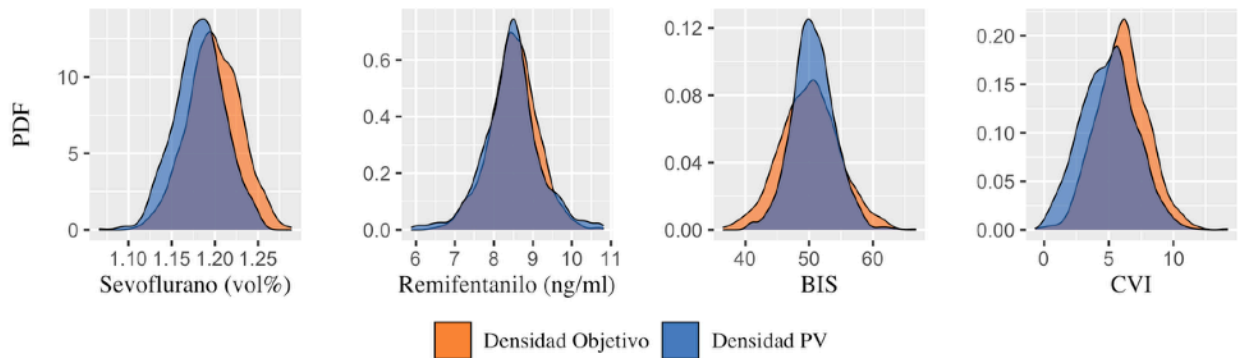 PDF
10
5
0
1.10 1.15 1.20 1.25
Sevoflurano (vol%)
0.6
0.4
0.2
0.0
6 7 8 9 10 11
Remifentanilo (ng/ml)
0.12
0.08
0.04
0.00
40 50 60
BIS
0.20
0.15
0.10
0.05
0.00
0 5 10
CVI
Densidad Objetivo Densidad PV